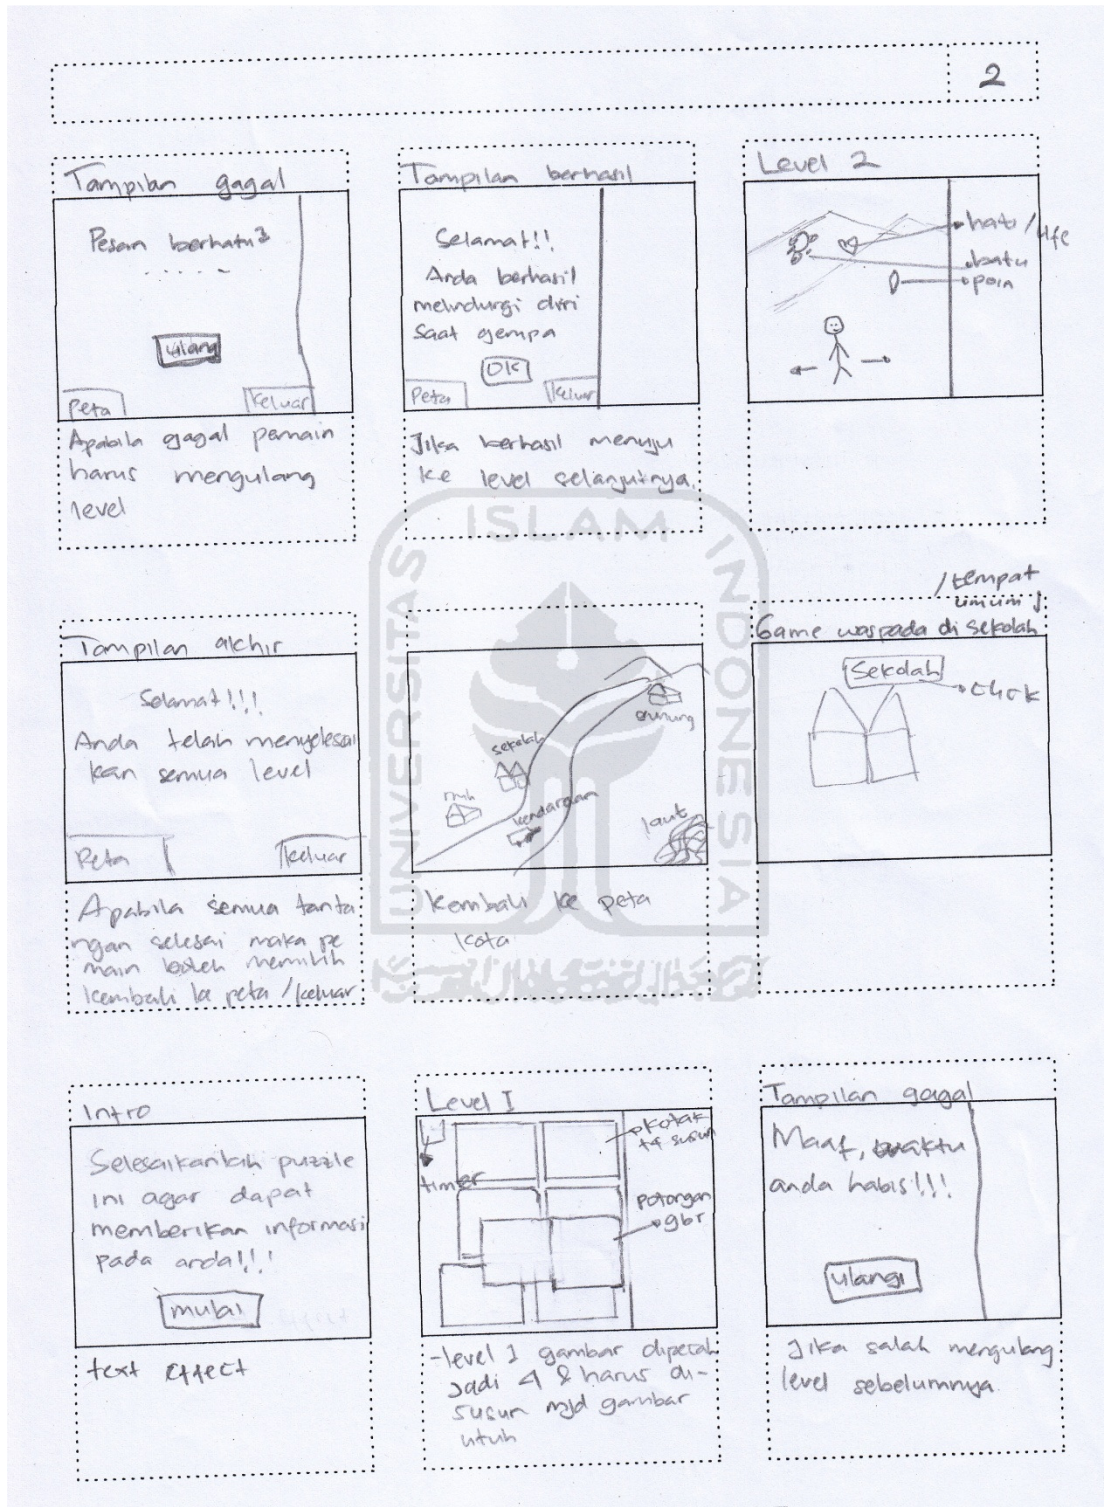 2
Tampilan gagal
Pesan berhati2
.....
ulang
Peta
Keluar
Apabila gagal pemain
harus mengulang
level
Tampilan berhasil
Selamat!!
Anda berhasil
melindungi diri
saat gempa
OK
Peta
Keluar
Jika berhasil menuju
ke level selanjutnya.
Level 2
hati/life
batu
poin
Tampilan akhir
Selamat!!!
Anda telah menyelesai
kan semua level
Peta
Keluar
Apabila semua tanta
ngan selesai maka pe
main boleh memilih
kembali ke peta/keluar
gunung
sekolah
rmh
kendaraan
laut
Kembali ke peta
kota
/tempat
umum
Game waspada di sekolah
Sekolah
click
Intro
Selesaikanlah puzzle
ini agar dapat
memberikan informasi
pada anda!!!
mulai
text effect
Level I
kotak
t4 susun
timer
potongan
gbr
-level 1 gambar dipecah
jadi 4 & harus di-
susun mjd gambar
utuh
Tampilan gagal
Maaf, waktu
anda habis!!!
ulangi
Jika salah mengulang
level sebelumnya.
UNIVERSITAS ISLAM INDONESIA